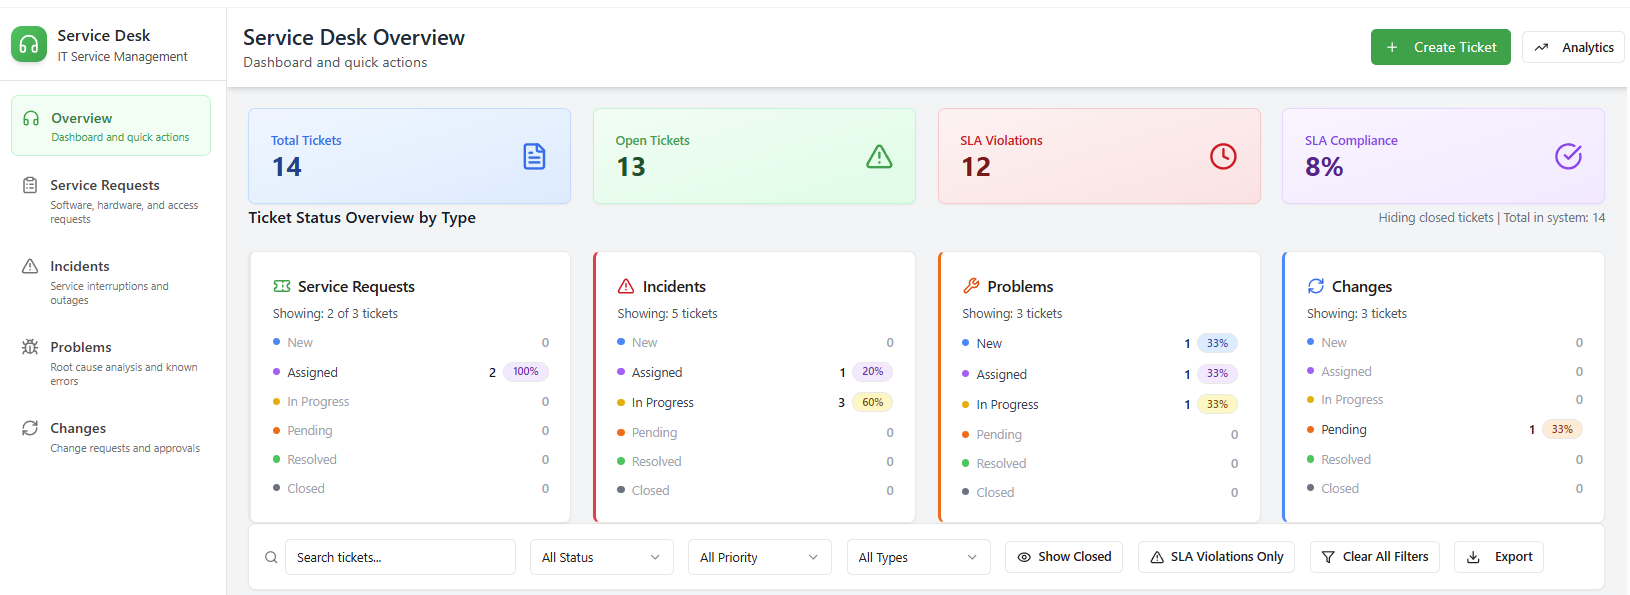 Service Desk
IT Service Management
Overview
Dashboard and quick actions
Service Requests
Software, hardware, and access
requests
Incidents
Service interruptions and
outages
Problems
Root cause analysis and known
errors
Changes
Change requests and approvals
Service Desk Overview
Dashboard and quick actions
Create Ticket
Analytics
Total Tickets
14
Open Tickets
13
SLA Violations
12
SLA Compliance
8%
Ticket Status Overview by Type
Hiding closed tickets | Total in system: 14
Service Requests
Showing: 2 of 3 tickets
New 0
Assigned 2 100%
In Progress 0
Pending 0
Resolved 0
Closed 0
Incidents
Showing: 5 tickets
New 0
Assigned 1 20%
In Progress 3 60%
Pending 0
Resolved 0
Closed 0
Problems
Showing: 3 tickets
New 1 33%
Assigned 1 33%
In Progress 1 33%
Pending 0
Resolved 0
Closed 0
Changes
Showing: 3 tickets
New 0
Assigned 0
In Progress 0
Pending 1 33%
Resolved 0
Closed 0
Search tickets...
All Status
All Priority
All Types
Show Closed
SLA Violations Only
Clear All Filters
Export